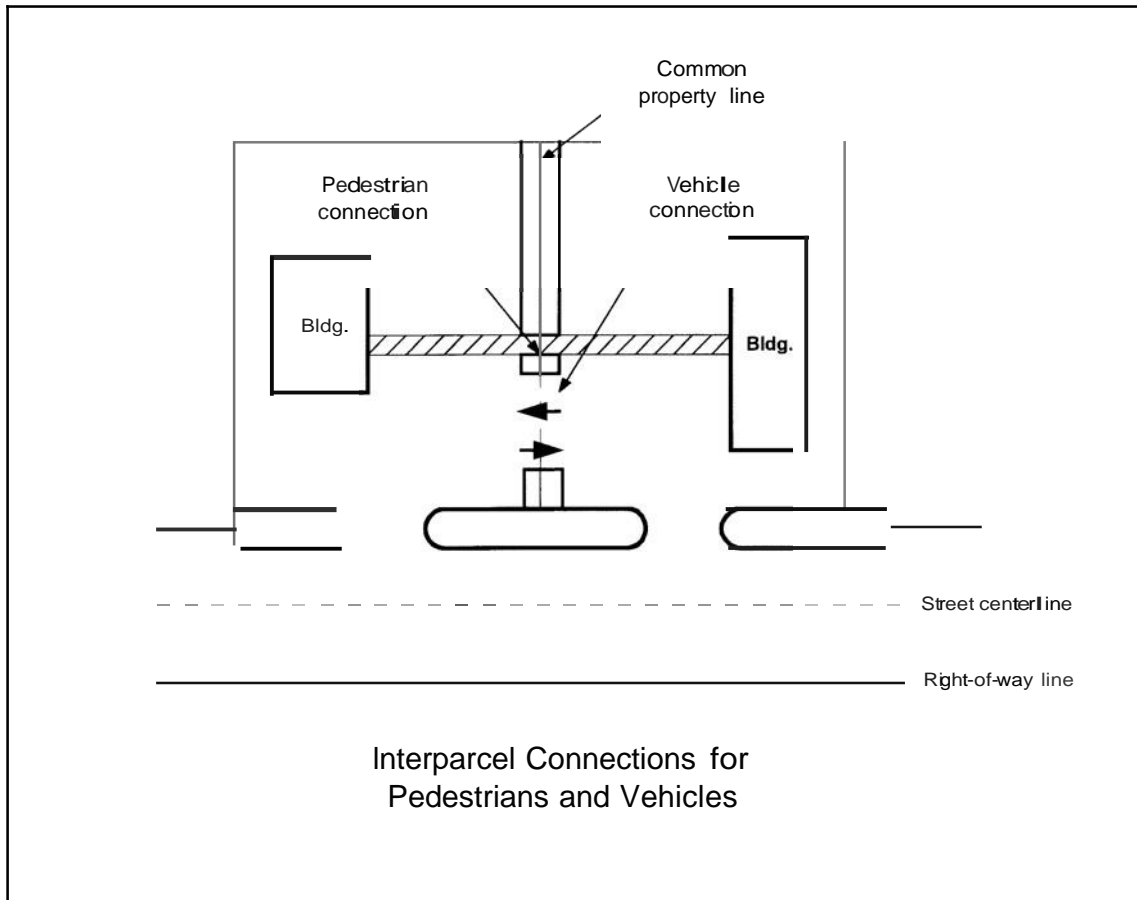 Common
property line
Pedestrian
connection
Vehicle
connection
Bldg.
Bldg.
Street centerline
Right-of-way line
Interparcel Connections for
Pedestrians and Vehicles